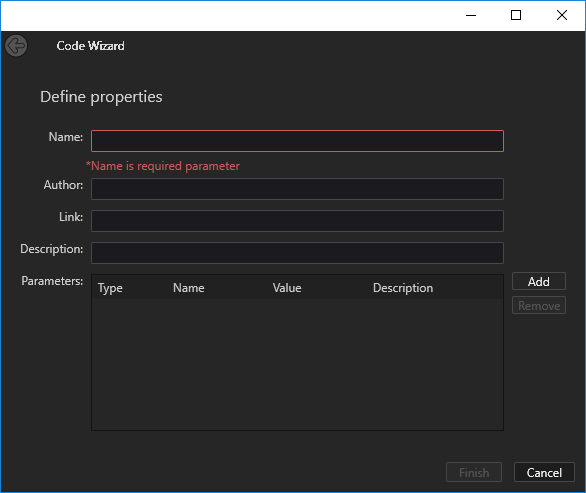 Code Wizard
Define properties
Name:
*Name is required parameter
Author:
Link:
Description:
Parameters:
Type Name Value Description
Add
Remove
Finish Cancel